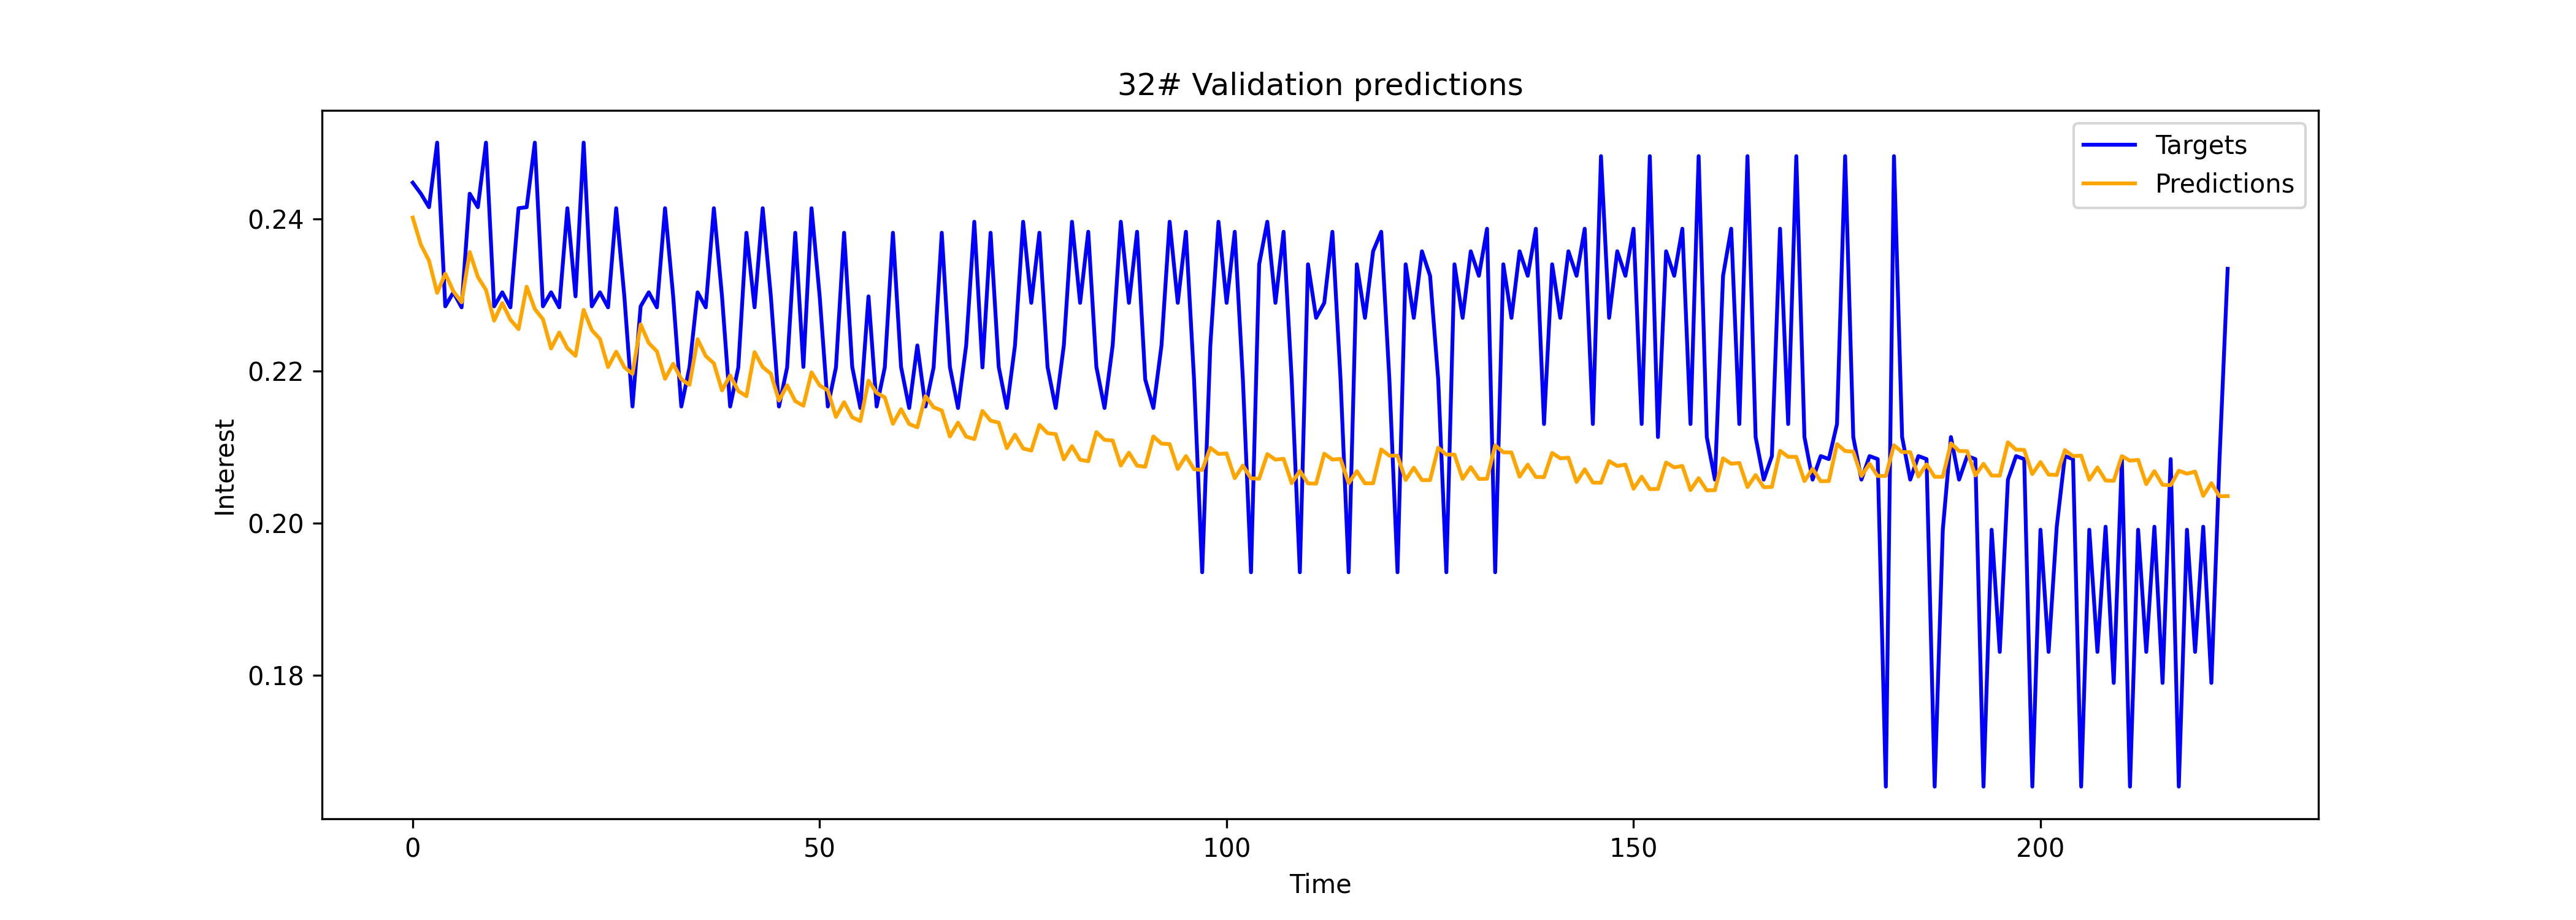 32# Validation predictions
Targets
Predictions
Interest
0.24
0.22
0.20
0.18
0
50
100
150
200
Time